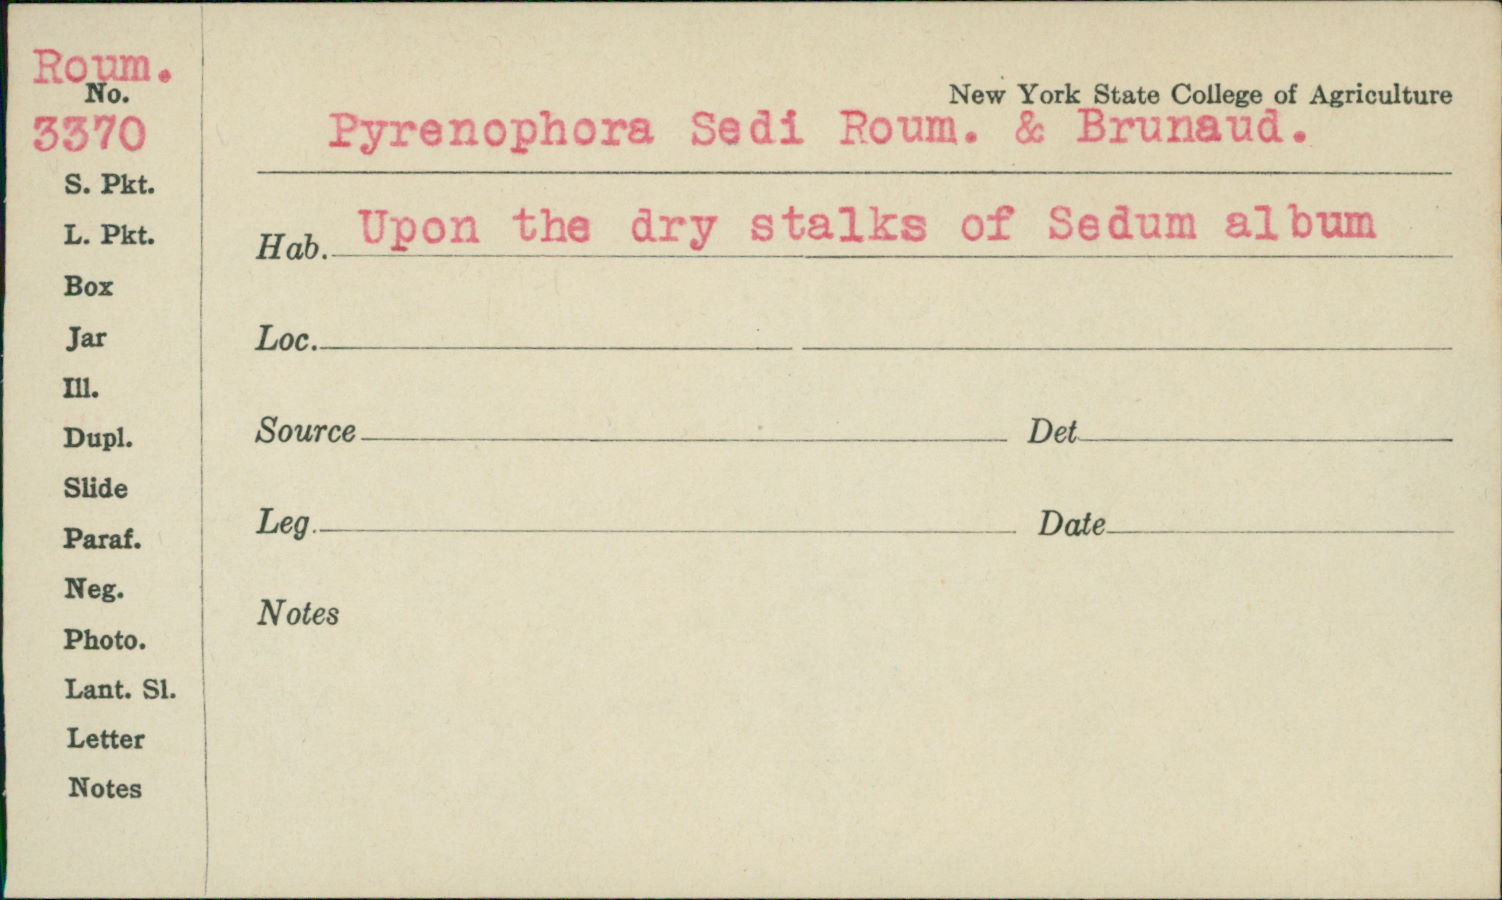 Roum.
No.
3370
S. Pkt.
L. Pkt.
Box
Jar
Ill.
Dupl.
Slide
Paraf.
Neg.
Photo.
Lant. Sl.
Letter
Notes
New York State College of Agriculture
Pyrenophora Sedi Roum. & Brunaud.
Hab. Upon the dry stalks of Sedum album
Loc.
Source Det
Leg. Date
Notes